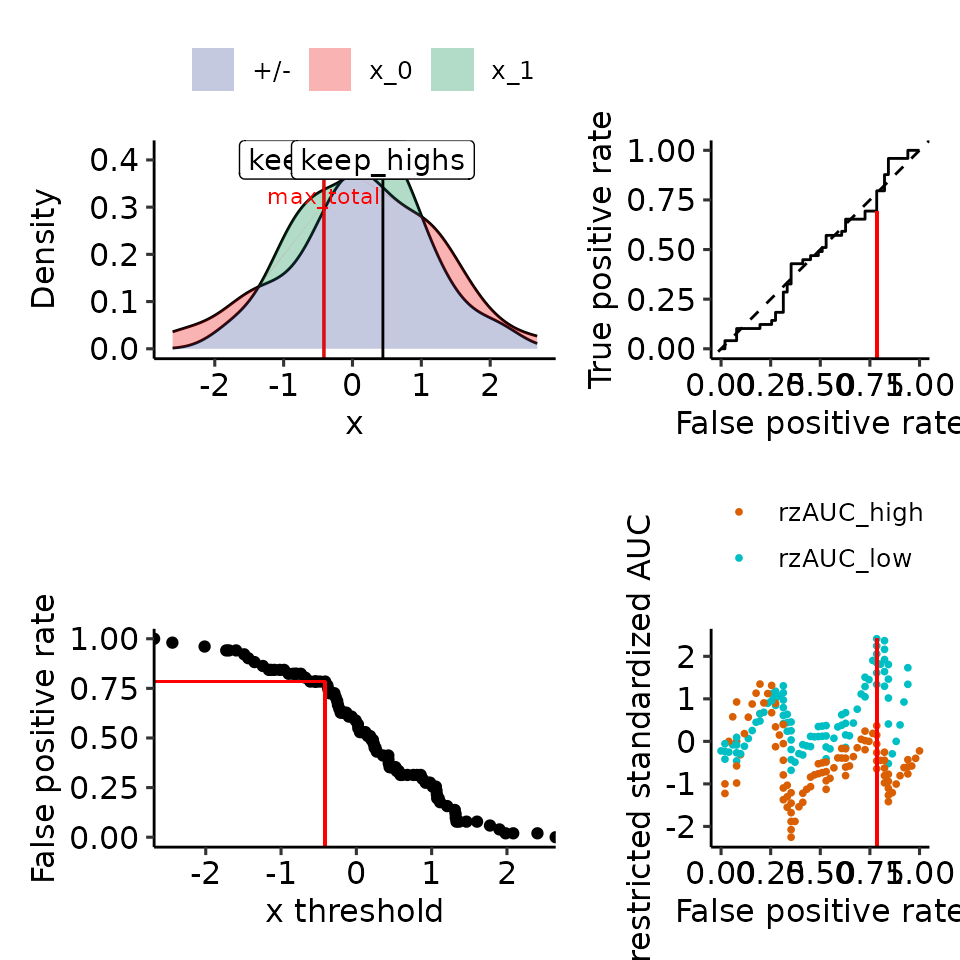 +/- x_0 x_1
Density
0.4
0.3
0.2
0.1
0.0
kee
keep_highs
max_total
-2 -1 0 1 2
x
True positive rate
1.00
0.75
0.50
0.25
0.00
0.00 0.25 0.50 0.75 1.00
False positive rate
False positive rate
1.00
0.75
0.50
0.25
0.00
-2 -1 0 1 2
x threshold
rzAUC_high
rzAUC_low
restricted standardized AUC
2
1
0
-1
-2
0.00 0.25 0.50 0.75 1.00
False positive rate